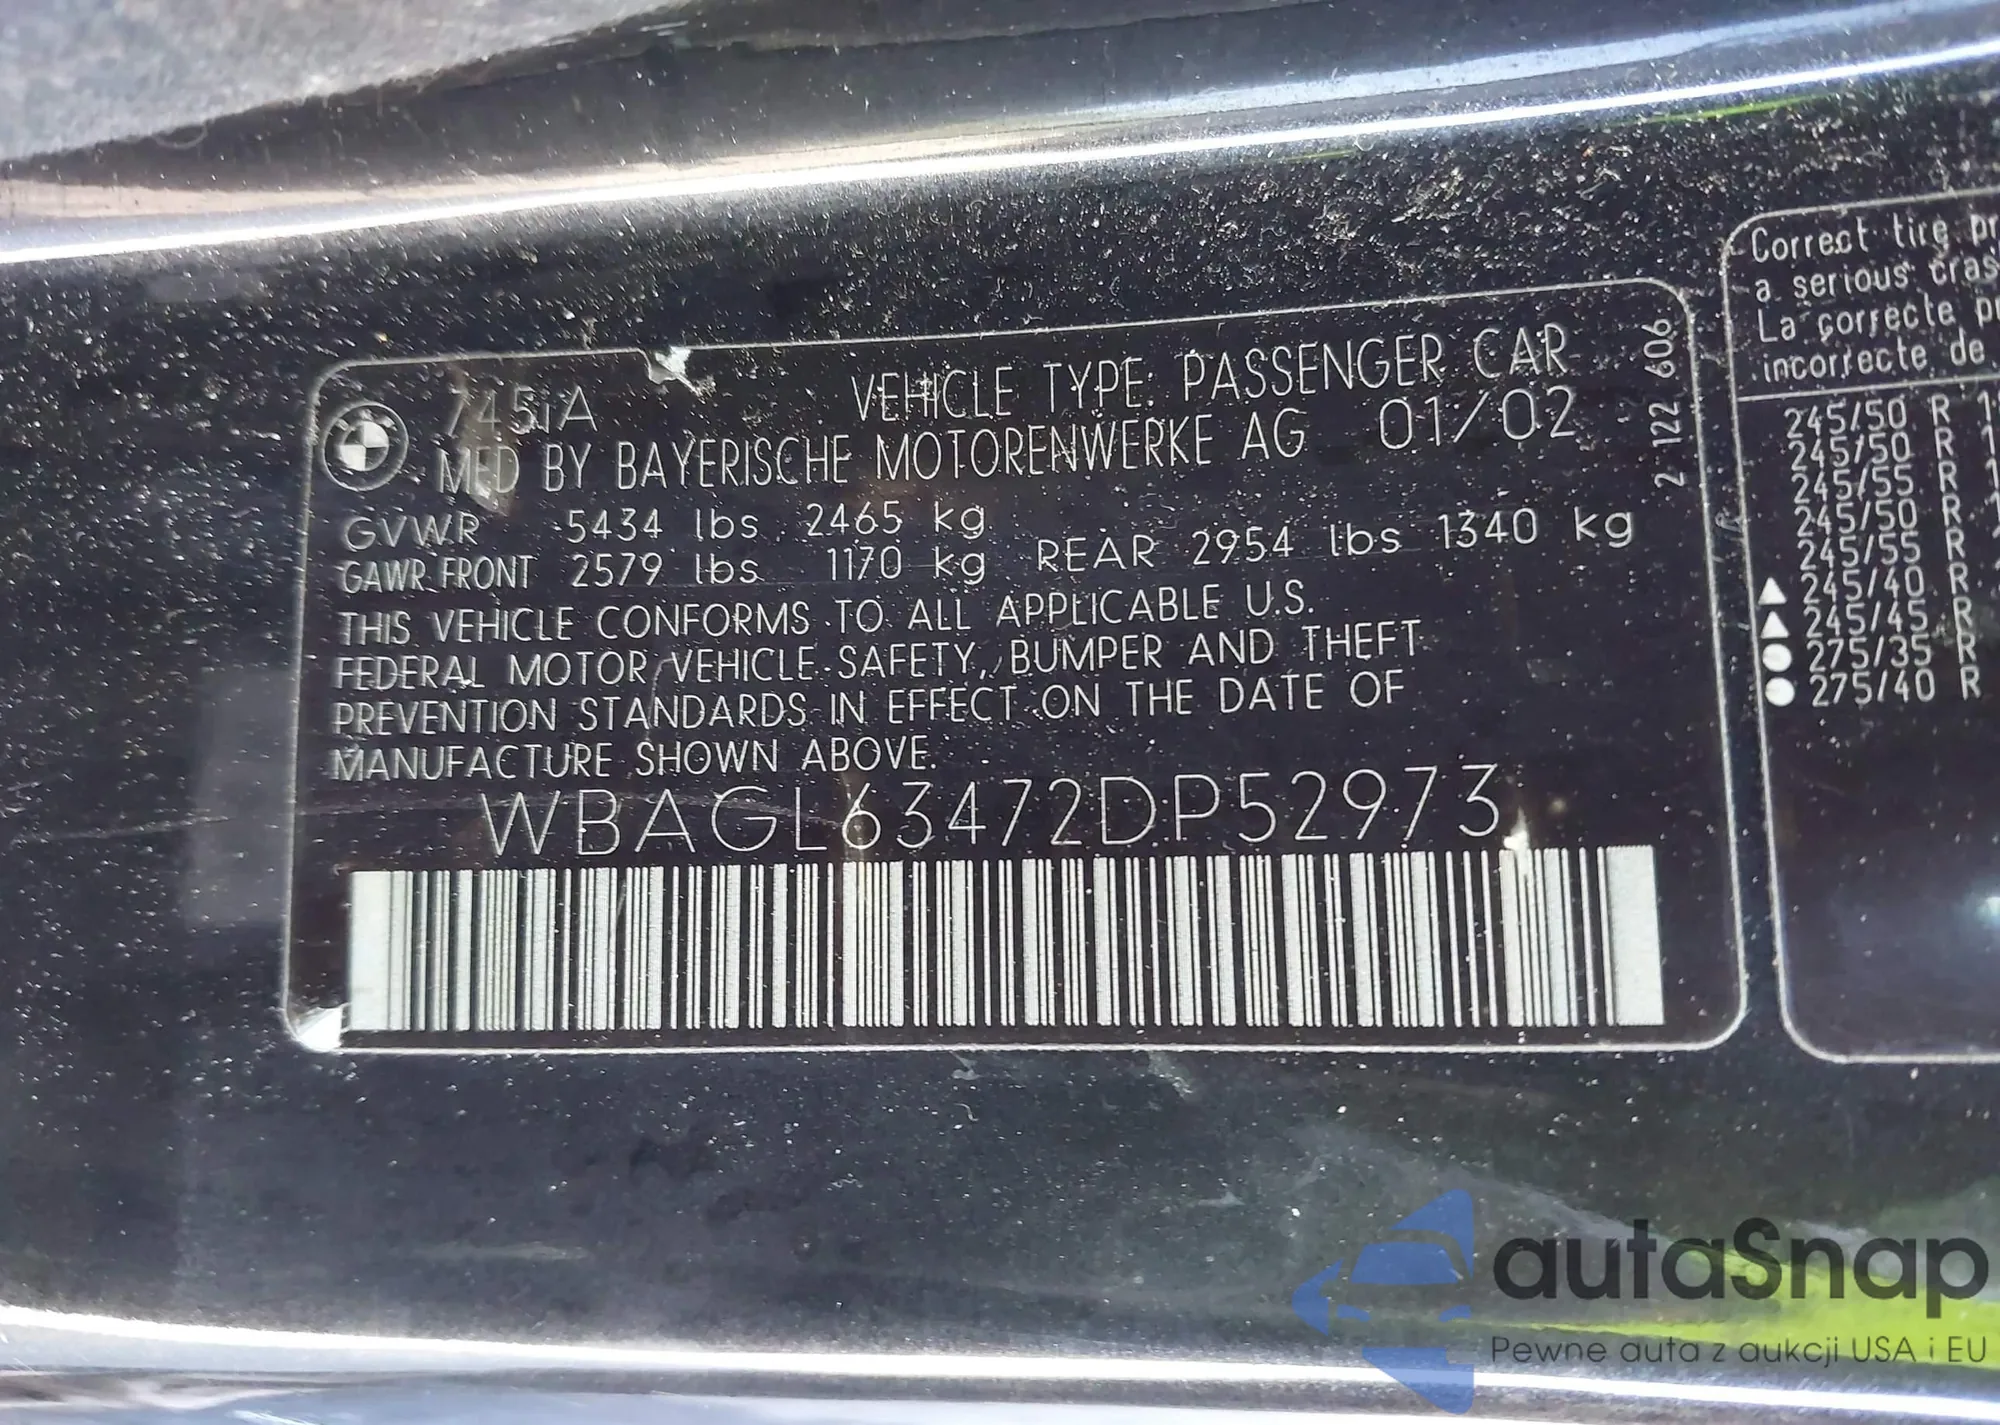 745iA VEHICLE TYPE: PASSENGER CAR
MFD BY BAYERISCHE MOTORENWERKE AG 01/02
GVWR 5434 lbs 2465 kg
GAWR FRONT 2579 lbs 1170 kg REAR 2954 lbs 1340 kg
THIS VEHICLE CONFORMS TO ALL APPLICABLE U.S.
FEDERAL MOTOR VEHICLE SAFETY, BUMPER AND THEFT
PREVENTION STANDARDS IN EFFECT ON THE DATE OF
MANUFACTURE SHOWN ABOVE.
WBAGL63472DP52973
2 122 606
Correct tire
a serious
La correcte
incorrecte de
245/50 R
245/50 R
245/55 R
245/50 R
245/55 R
245/40 R
245/45 R
275/35 R
275/40 R
autaSnap
Pewne auta z aukcji USA i EU